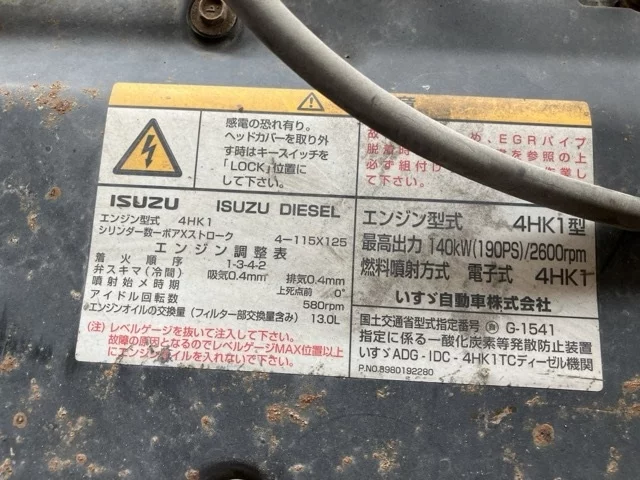 感電の恐れ有り。
ヘッドカバーを取り外
す時はキースイッチを
「LOCK」位置に
して下さい。
め、EGRパイプ
脱着時
を参照の上
必ず組付し
して下さい。
ISUZU ISUZU DIESEL
エンジン型式 4HK1
シリンダー数ーボアXストローク 4-115X125
エンジン調整表
着火順序 1-3-4-2
弁スキマ(冷間) 吸気0.4mm 排気0.4mm
噴射始メ時期 上死点前 0°
アイドル回転数 580rpm
エンジンオイルの交換量(フィルター部交換量含み) 13.0L
(注)レベルゲージを抜いて注入して下さい。
故障の原因となるのでレベルゲージMAX位置以上
にエンジンオイルを入れないで下さい。
エンジン型式 4HK1型
最高出力 140kW(190PS)/2600rpm
燃料噴射方式 電子式 4HK1
いすゞ自動車株式会社
国土交通省型式指定番号 G-1541
指定に係る一酸化炭素等発散防止装置
いすゞADG-IDC-4HK1TCディーゼル機関
P.NO.8980192280